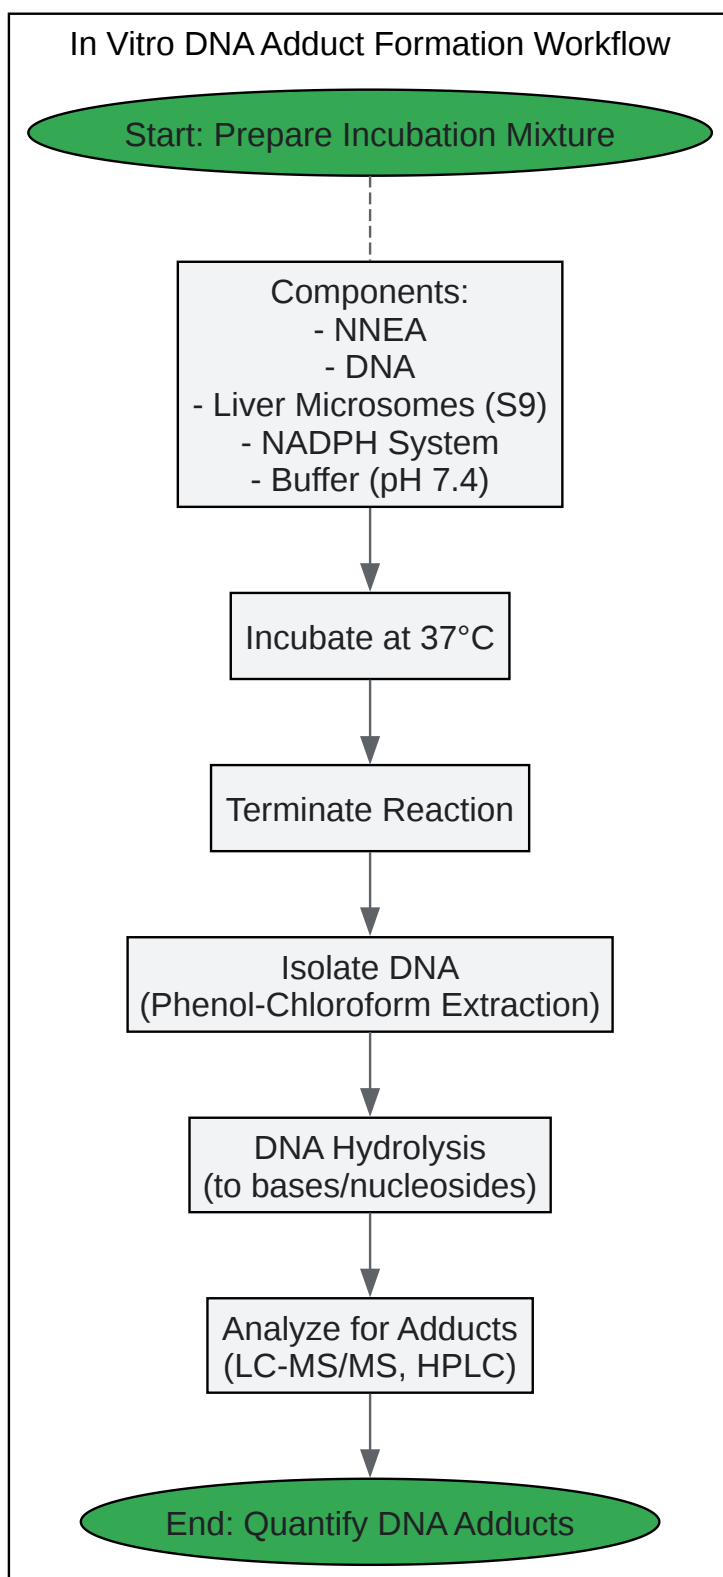 In Vitro DNA Adduct Formation Workflow
Start: Prepare Incubation Mixture
Components:
- NNEA
- DNA
- Liver Microsomes (S9)
- NADPH System
- Buffer (pH 7.4)
Incubate at 37°C
Terminate Reaction
Isolate DNA
(Phenol-Chloroform Extraction)
DNA Hydrolysis
(to bases/nucleosides)
Analyze for Adducts
(LC-MS/MS, HPLC)
End: Quantify DNA Adducts